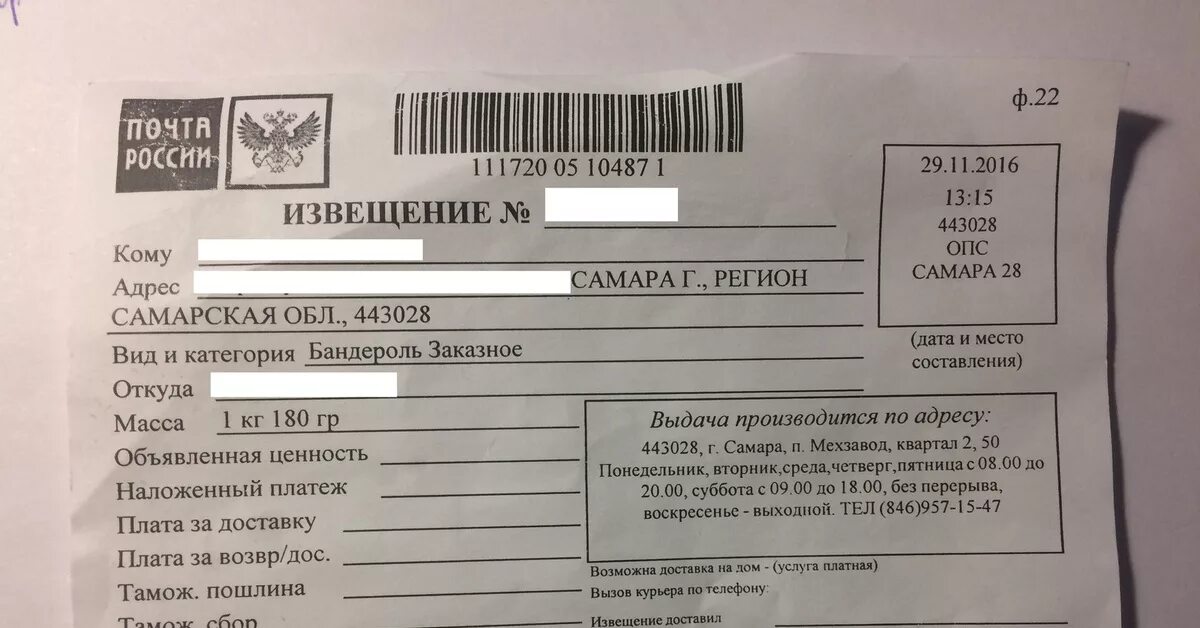 ПОЧТА
РОССИИ
111720 05 10487 1
ф.22
ИЗВЕЩЕНИЕ №
29.11.2016
13:15
443028
ОПС
САМАРА 28
(дата и место
составления)
Кому
Адрес САМАРА Г., РЕГИОН
САМАРСКАЯ ОБЛ., 443028
Вид и категория Бандероль Заказное
Откуда
Масса 1 кг 180 гр
Объявленная ценность
Наложенный платеж
Плата за доставку
Плата за возвр/дос.
Тамож. пошлина
Тамож. сбор
Выдача производится по адресу:
443028, г. Самара, п. Мехзавод, квартал 2, 50
Понедельник, вторник,среда,четверг,пятница с 08.00 до
20.00, суббота с 09.00 до 18.00, без перерыва,
воскресенье - выходной. ТЕЛ (846)957-15-47
Возможна доставка на дом - (услуга платная)
Вызов курьера по телефону:
Извещение доставил